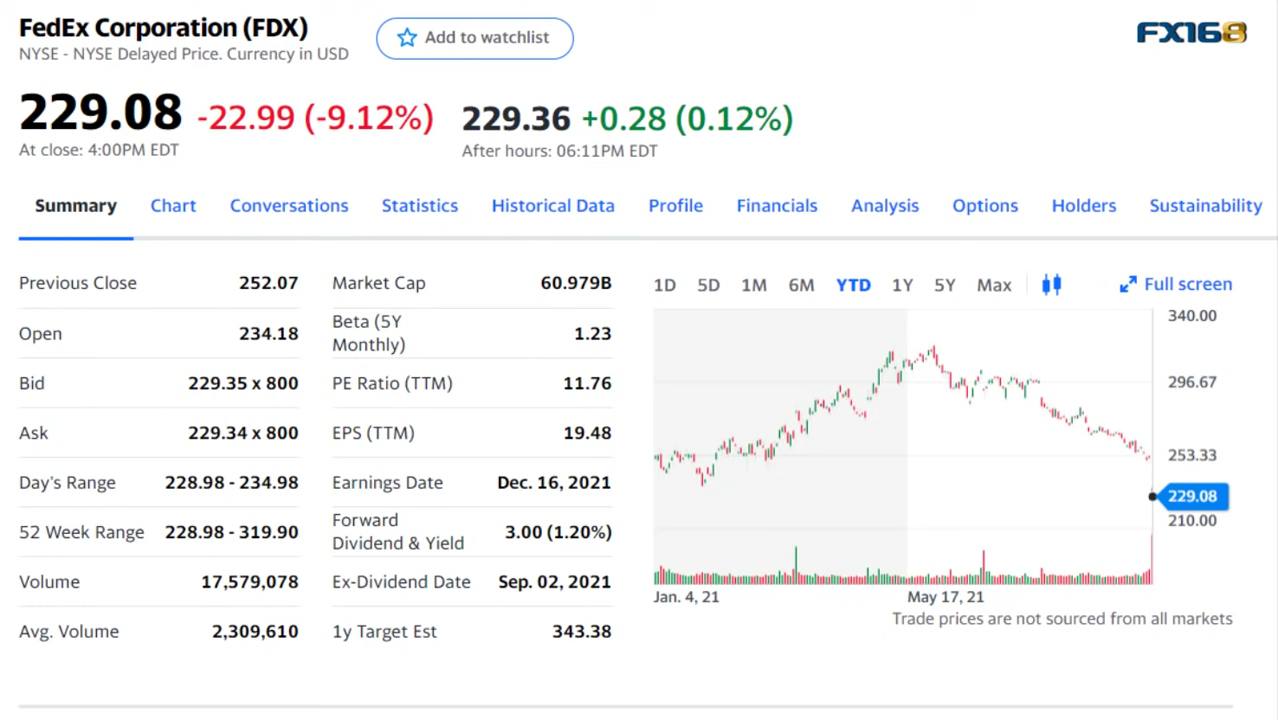 FedEx Corporation (FDX)
NYSE - NYSE Delayed Price. Currency in USD
Add to watchlist
FX168
229.08 -22.99 (-9.12%)
At close: 4:00PM EDT
229.36 +0.28 (0.12%)
After hours: 06:11PM EDT
Summary Chart Conversations Statistics Historical Data Profile Financials Analysis Options Holders Sustainability
Previous Close 252.07
Open 234.18
Bid 229.35 x 800
Ask 229.34 x 800
Day's Range 228.98 - 234.98
52 Week Range 228.98 - 319.90
Volume 17,579,078
Avg. Volume 2,309,610
Market Cap 60.979B
Beta (5Y
Monthly) 1.23
PE Ratio (TTM) 11.76
EPS (TTM) 19.48
Earnings Date Dec. 16, 2021
Forward
Dividend & Yield 3.00 (1.20%)
Ex-Dividend Date Sep. 02, 2021
1y Target Est 343.38
1D 5D 1M 6M YTD 1Y 5Y Max
Full screen
340.00
296.67
253.33
229.08
210.00
Jan. 4, 21 May 17, 21
Trade prices are not sourced from all markets